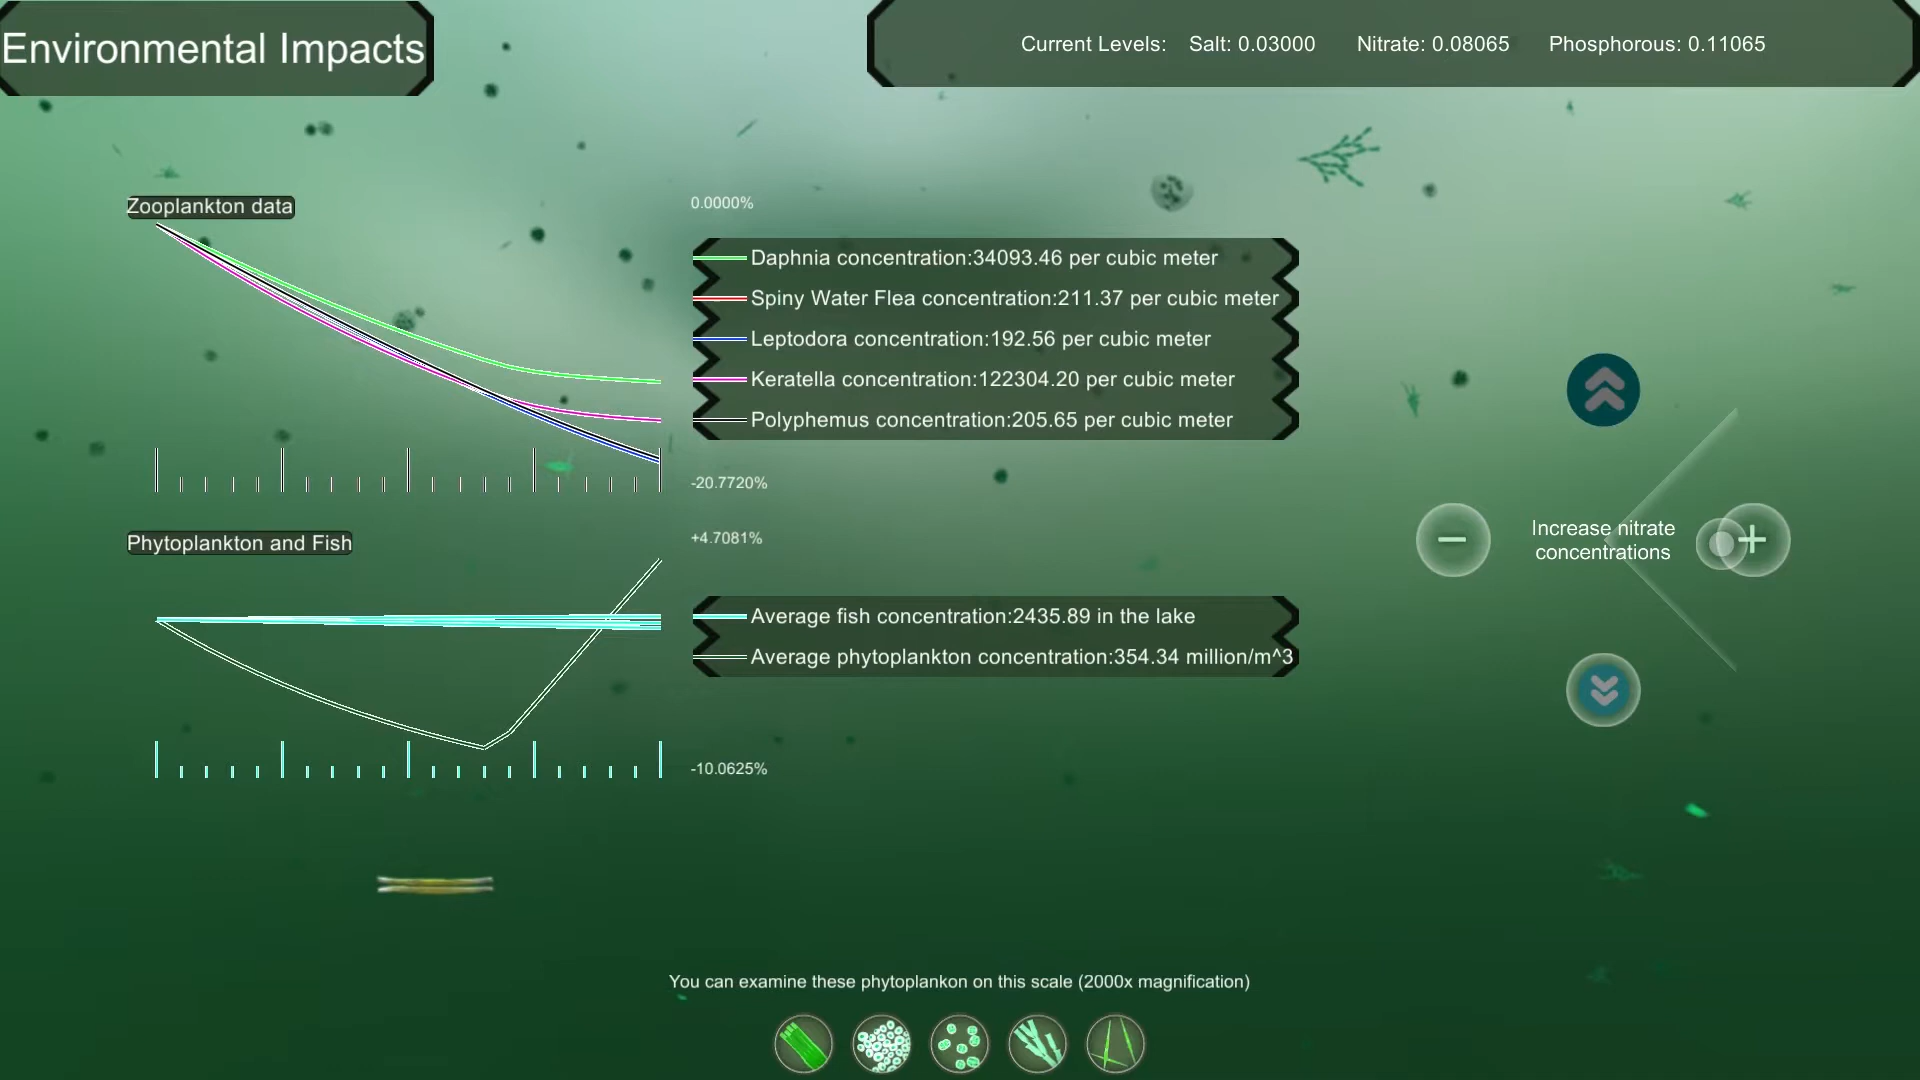 Environmental Impacts
Current Levels: Salt: 0.03000 Nitrate: 0.08065 Phosphorous: 0.11065
Zooplankton data
0.0000%
Daphnia concentration:34093.46 per cubic meter
Spiny Water Flea concentration:211.37 per cubic meter
Leptodora concentration:192.56 per cubic meter
Keratella concentration:122304.20 per cubic meter
Polyphemus concentration:205.65 per cubic meter
-20.7720%
Phytoplankton and Fish
+4.7081%
Average fish concentration:2435.89 in the lake
Average phytoplankton concentration:354.34 million/m^3
-10.0625%
Increase nitrate
concentrations
You can examine these phytoplankon on this scale (2000x magnification)